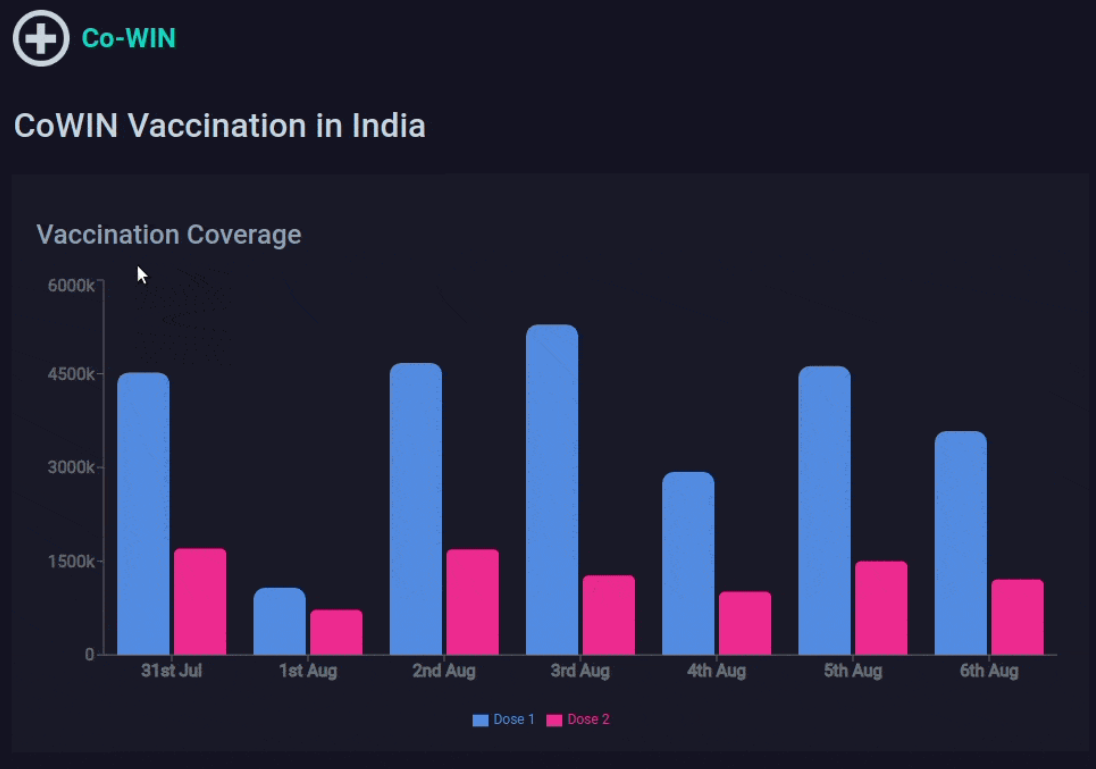 Co-WIN
CoWIN Vaccination in India
Vaccination Coverage
6000k
4500k
3000k
1500k
0
31st Jul 1st Aug 2nd Aug 3rd Aug 4th Aug 5th Aug 6th Aug
Dose 1 Dose 2